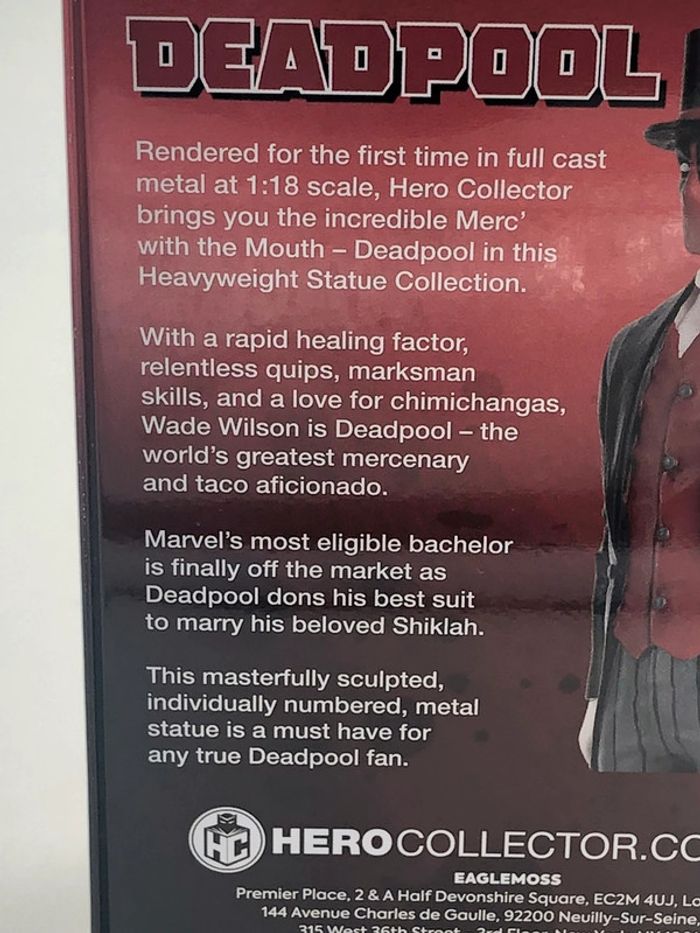 DEADPOOL
Rendered for the first time in full cast
metal at 1:18 scale, Hero Collector
brings you the incredible Merc'
with the Mouth – Deadpool in this
Heavyweight Statue Collection.
With a rapid healing factor,
relentless quips, marksman
skills, and a love for chimichangas,
Wade Wilson is Deadpool – the
world's greatest mercenary
and taco aficionado.
Marvel's most eligible bachelor
is finally off the market as
Deadpool dons his best suit
to marry his beloved Shiklah.
This masterfully sculpted,
individually numbered, metal
statue is a must have for
any true Deadpool fan.
HC HEROCOLLECTOR.CO
EAGLEMOSS
Premier Place, 2 & A Half Devonshire Square, EC2M 4UJ, Lo
144 Avenue Charles de Gaulle, 92200 Neuilly-Sur-Seine,
315 West 36th Street